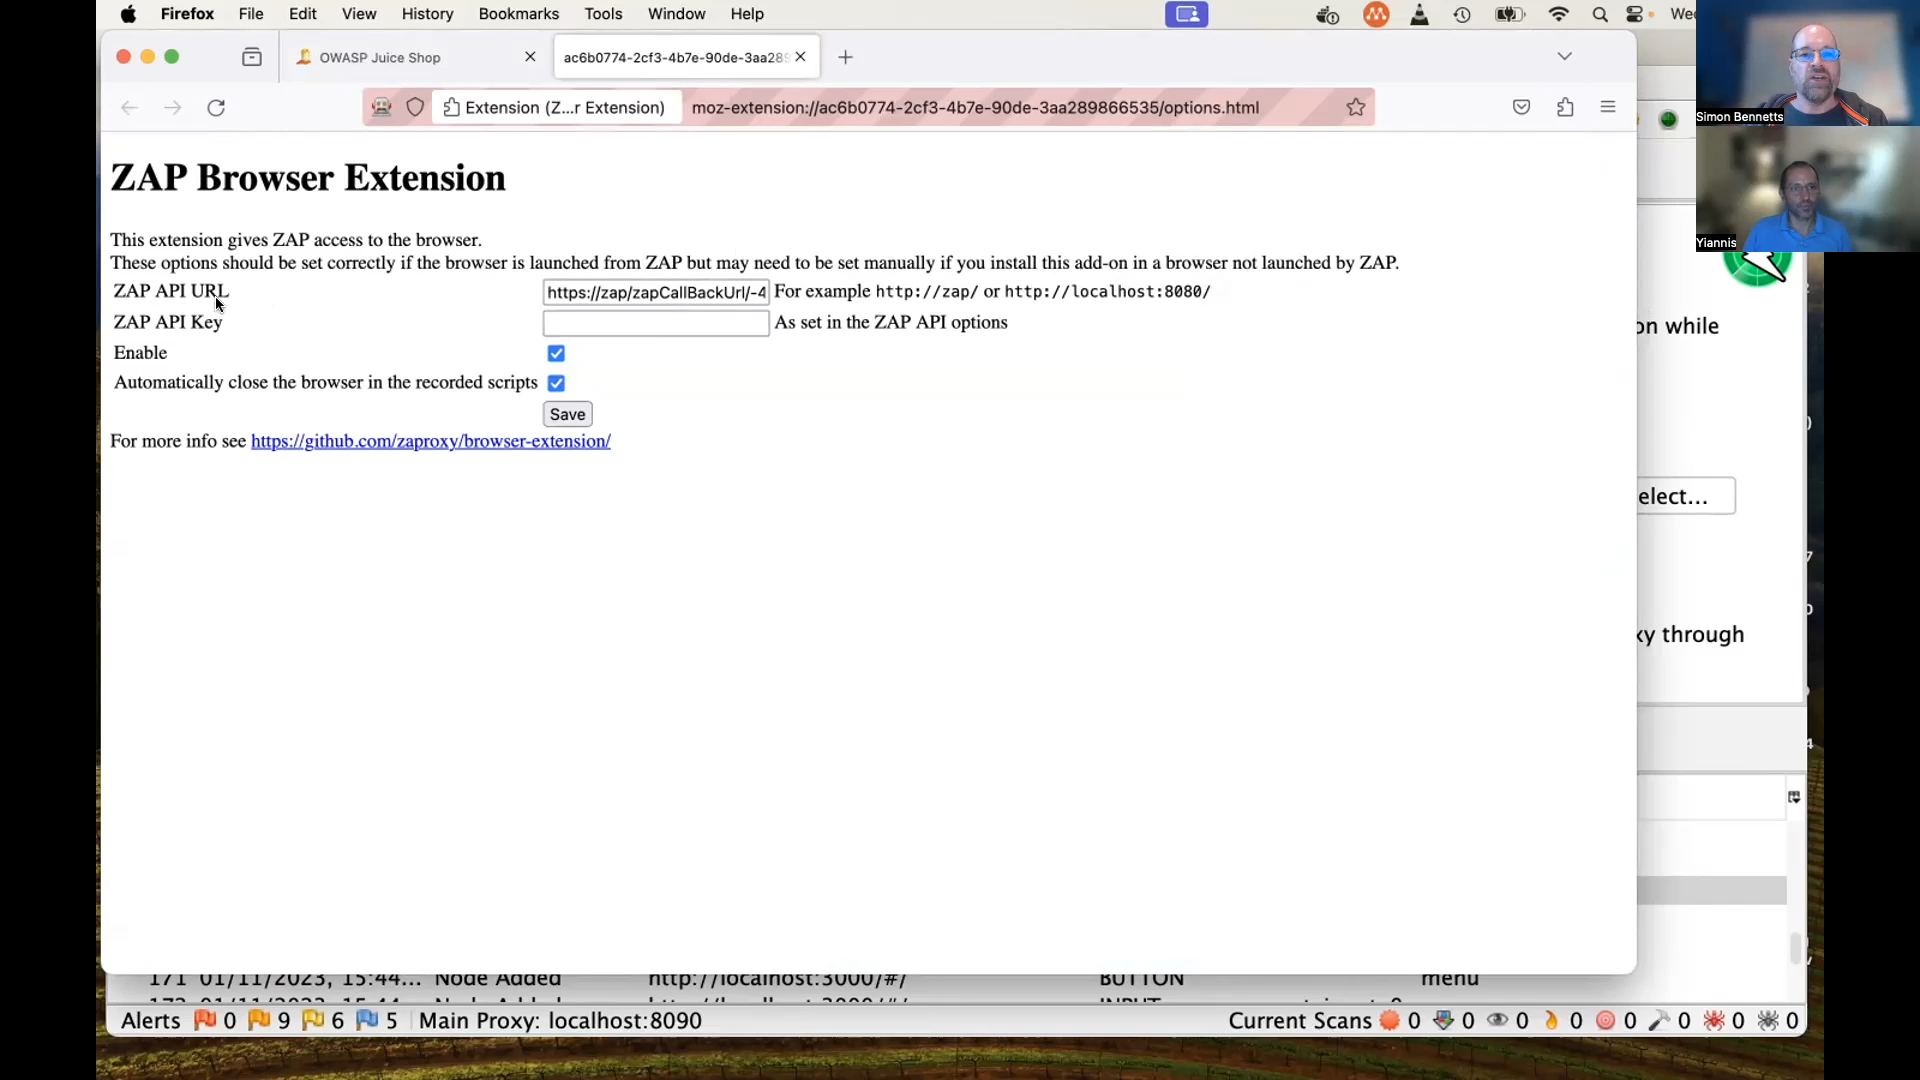 Firefox File Edit View History Bookmarks Tools Window Help
OWASP Juice Shop
ac6b0774-2cf3-4b7e-90de-3aa289
Extension (Z...r Extension) moz-extension://ac6b0774-2cf3-4b7e-90de-3aa289866535/options.html
Simon Bennetts
Yiannis
ZAP Browser Extension
This extension gives ZAP access to the browser.
These options should be set correctly if the browser is launched from ZAP but may need to be set manually if you install this add-on in a browser not launched by ZAP.
ZAP API URL https://zap/zapCallBackUrl/-4 For example http://zap/ or http://localhost:8080/
ZAP API Key As set in the ZAP API options
Enable
Automatically close the browser in the recorded scripts
Save
For more info see https://github.com/zaproxy/browser-extension/
on while
elect...
xy through
171 01/11/2023, 15:44... Node Added http://localhost:3000/#/ BUTTON menu
Alerts 0 9 6 5 Main Proxy: localhost:8090 Current Scans 0 0 0 0 0 0 0 0